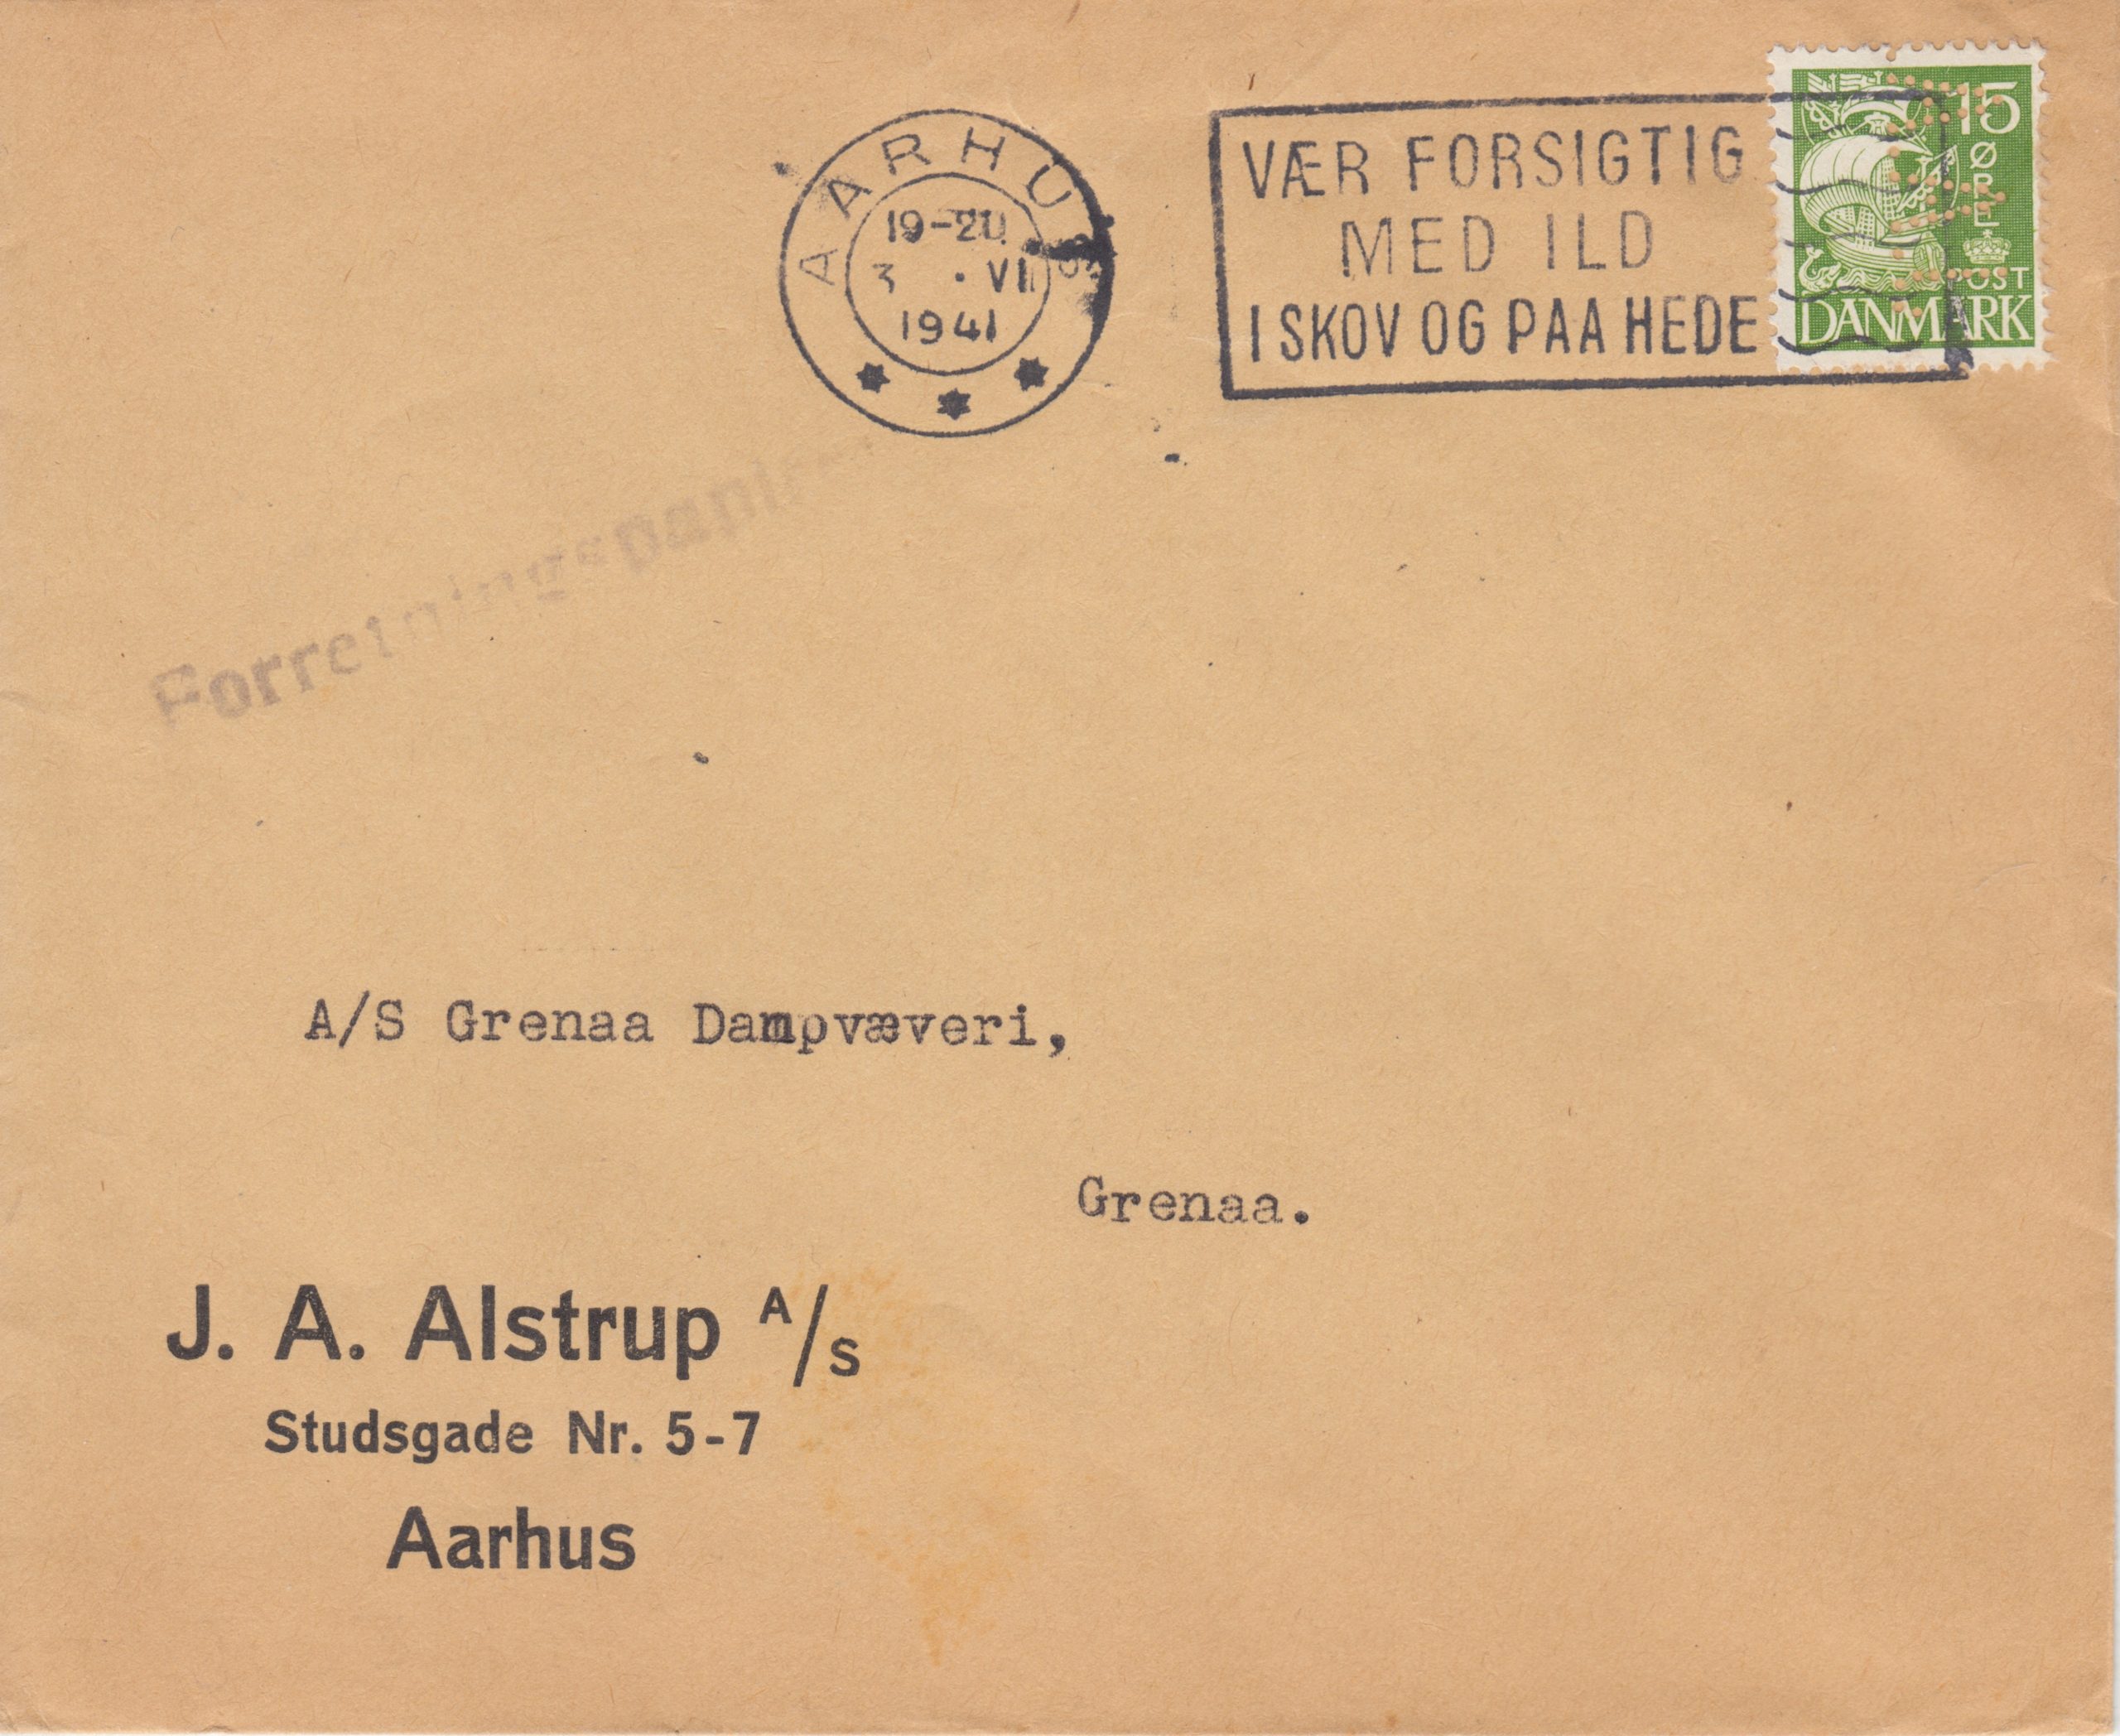 AARHUS
19-20
3 . VI
1941
VÆR FORSIGTIG
MED ILD
I SKOV OG PAA HEDE
15
ØRE
POST
DANMARK
A/S Grenaa Dampvæveri,
Grenaa.
J. A. Alstrup A/S
Studsgade Nr. 5-7
Aarhus